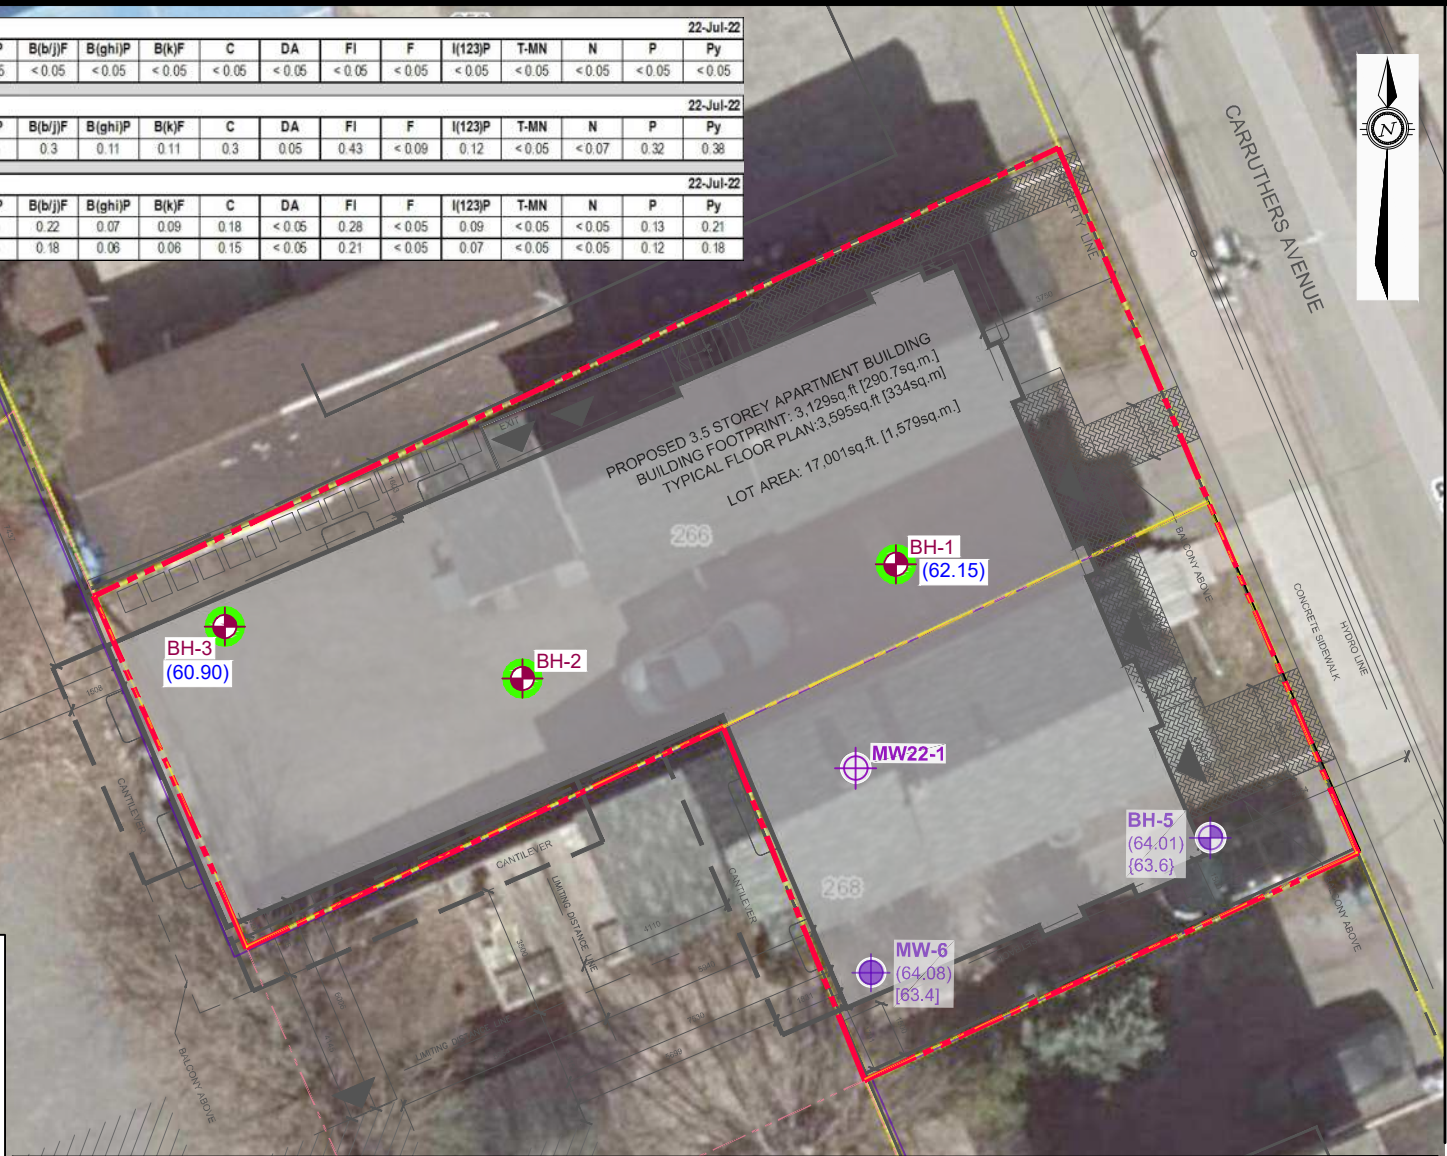 22-Jul-22
B(b/j)F B(ghi)P B(k)F C DA Fl F I(123)P T-MN N P Py
< 0.05 < 0.05 < 0.05 < 0.05 < 0.05 < 0.05 < 0.05 < 0.05 < 0.05 < 0.05 < 0.05 < 0.05
22-Jul-22
B(b/j)F B(ghi)P B(k)F C DA Fl F I(123)P T-MN N P Py
0.3 0.11 0.11 0.3 0.05 0.43 < 0.09 0.12 < 0.05 < 0.07 0.32 0.38
22-Jul-22
B(b/j)F B(ghi)P B(k)F C DA Fl F I(123)P T-MN N P Py
0.22 0.07 0.09 0.18 < 0.05 0.28 < 0.05 0.09 < 0.05 < 0.05 0.13 0.21
0.18 0.06 0.06 0.15 < 0.05 0.21 < 0.05 0.07 < 0.05 < 0.05 0.12 0.18
N
CARRUTHERS AVENUE
ERTY LINE
3750
EXIT
PROPOSED 3.5 STOREY APARTMENT BUILDING
BUILDING FOOTPRINT: 3,129sq.ft [290.7sq.m.]
TYPICAL FLOOR PLAN:3,595sq.ft [334sq.m]
LOT AREA: 17,001sq.ft. [1,579sq.m.]
266
BH-1
(62.15)
BALCONY ABOVE
CONCRETE SIDEWALK
HYDRO LINE
BH-3
(60.90)
BH-2
1508
MW22-1
CANTILEVER
BH-5
(64.01)
{63.6}
CANTILEVER
CANTILEVER
LIMITING DISTANCE LINE
268
4110
3500
MW-6
(64.08)
[63.4]
CONY ABOVE
BALCONY ABOVE